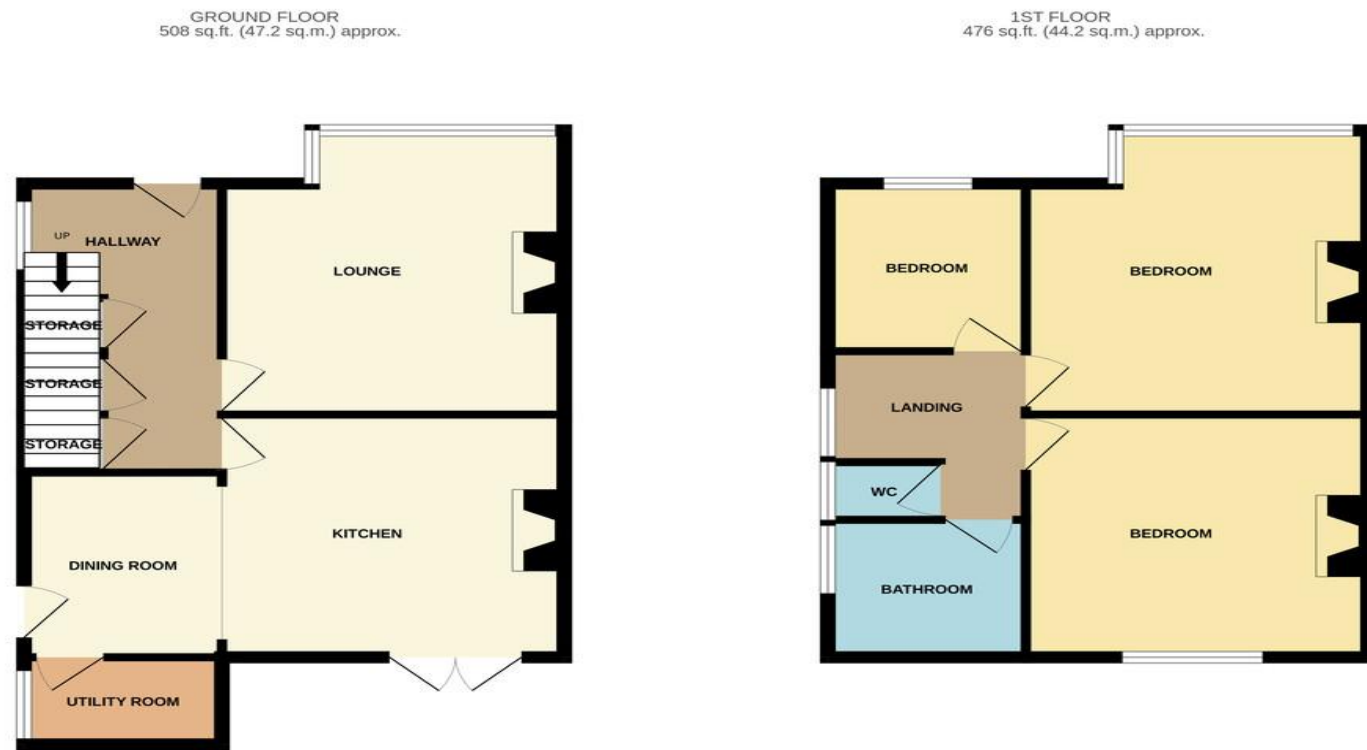 GROUND FLOOR
508 sq.ft. (47.2 sq.m.) approx.
UP
HALLWAY
LOUNGE
STORAGE
STORAGE
STORAGE
KITCHEN
DINING ROOM
UTILITY ROOM
1ST FLOOR
476 sq.ft. (44.2 sq.m.) approx.
BEDROOM
BEDROOM
LANDING
WC
BEDROOM
BATHROOM